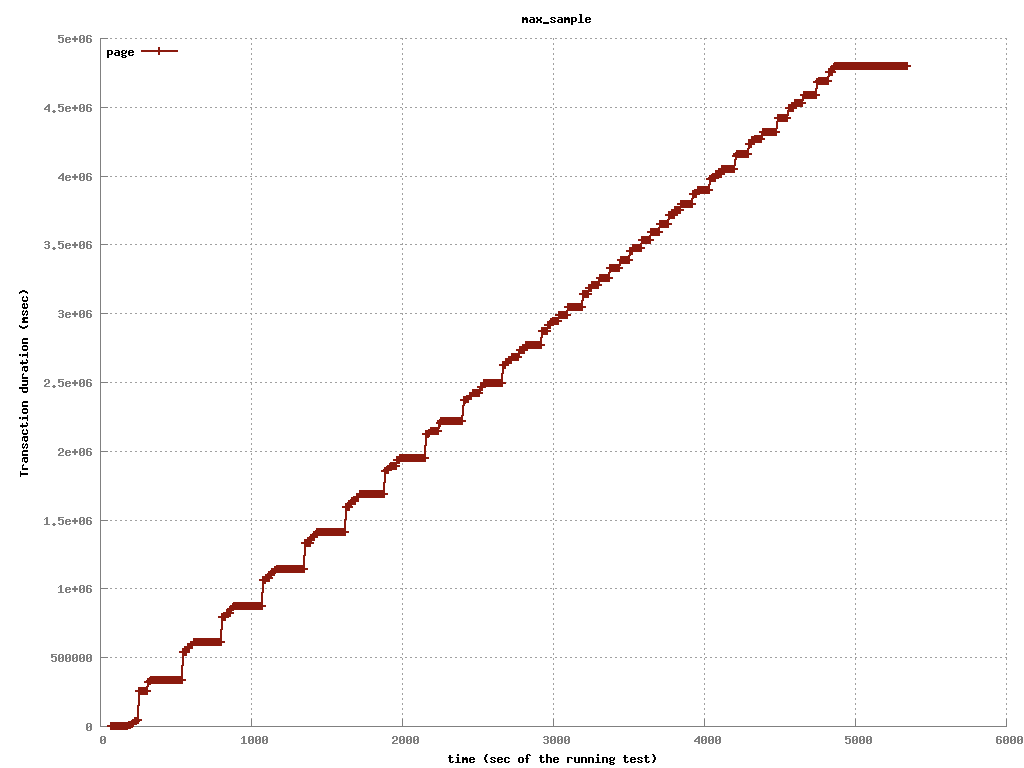 max_sample
5e+06
page
4.5e+06
4e+06
3.5e+06
3e+06
2.5e+06
2e+06
1.5e+06
1e+06
500000
0
Transaction duration (msec)
0 1000 2000 3000 4000 5000 6000
time (sec of the running test)